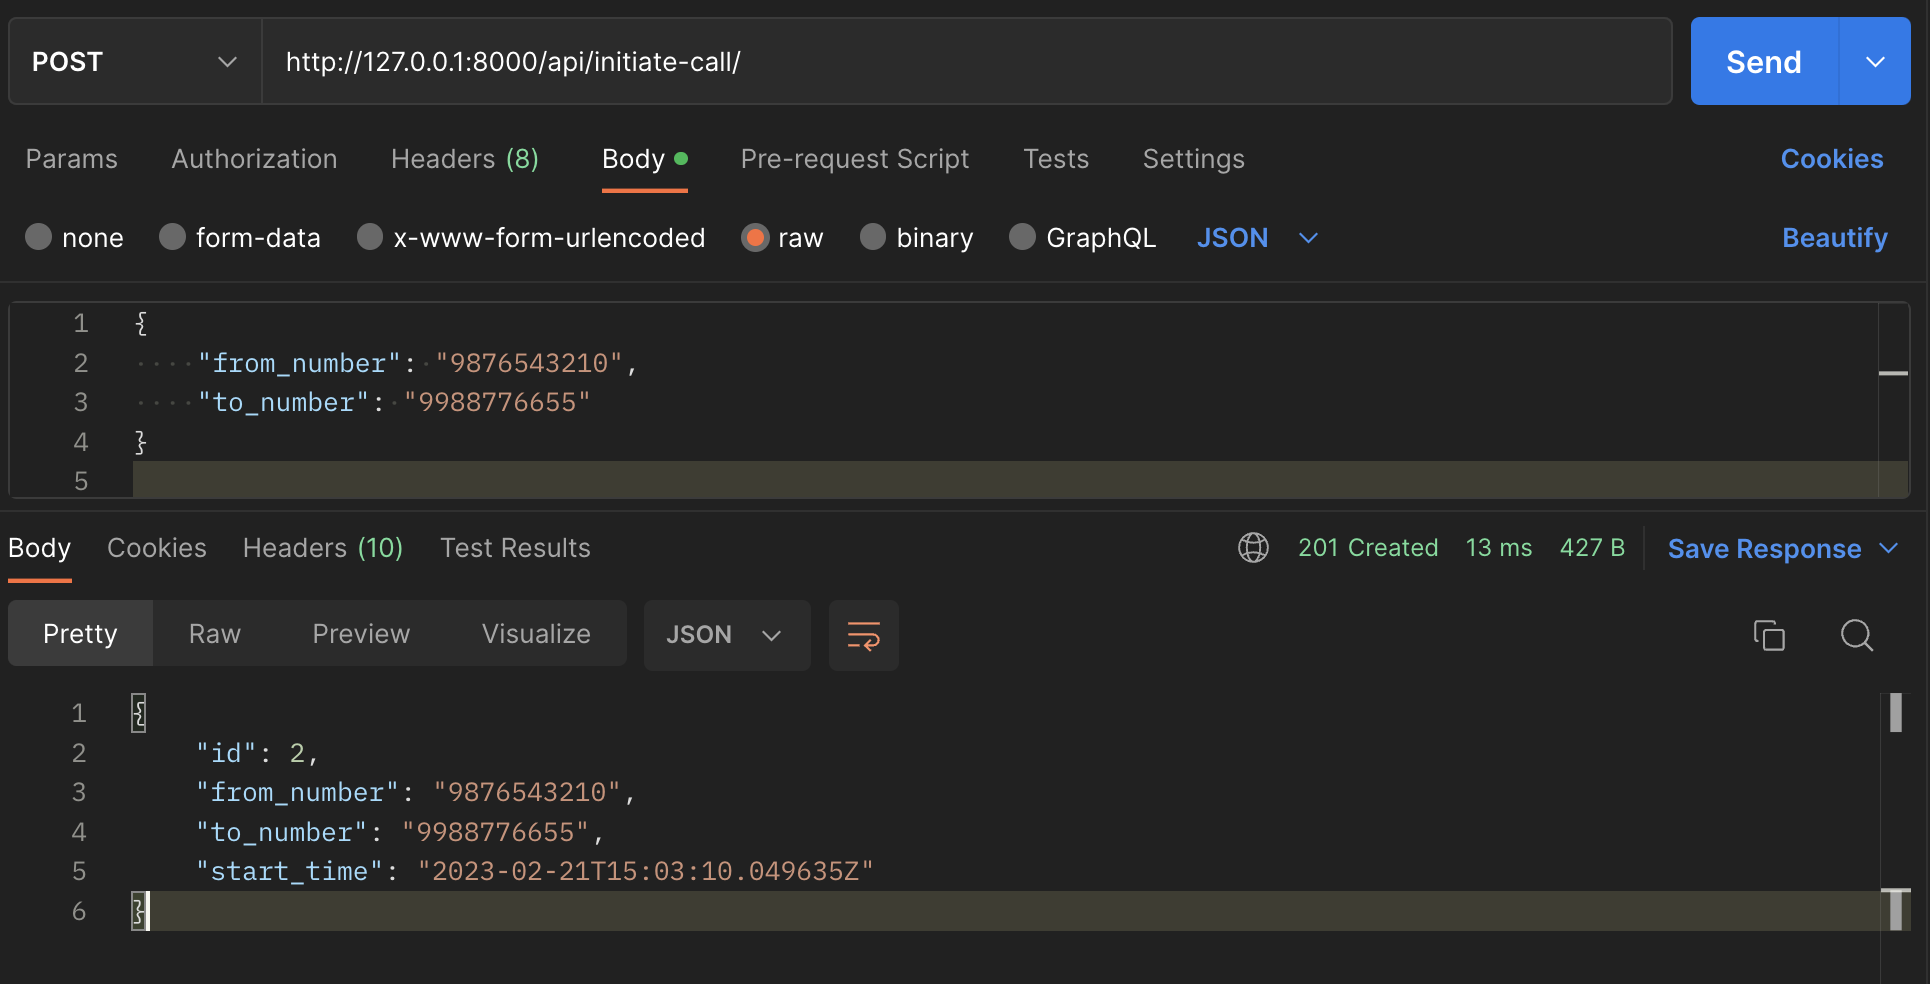 POST http://127.0.0.1:8000/api/initiate-call/ Send
Params Authorization Headers (8) Body Pre-request Script Tests Settings Cookies
none form-data x-www-form-urlencoded raw binary GraphQL JSON Beautify
1 {
2 ····"from_number":·"9876543210",
3 ····"to_number":·"9988776655"
4 }
5
Body Cookies Headers (10) Test Results 201 Created 13 ms 427 B Save Response
Pretty Raw Preview Visualize JSON
1 {
2 "id": 2,
3 "from_number": "9876543210",
4 "to_number": "9988776655",
5 "start_time": "2023-02-21T15:03:10.049635Z"
6 }